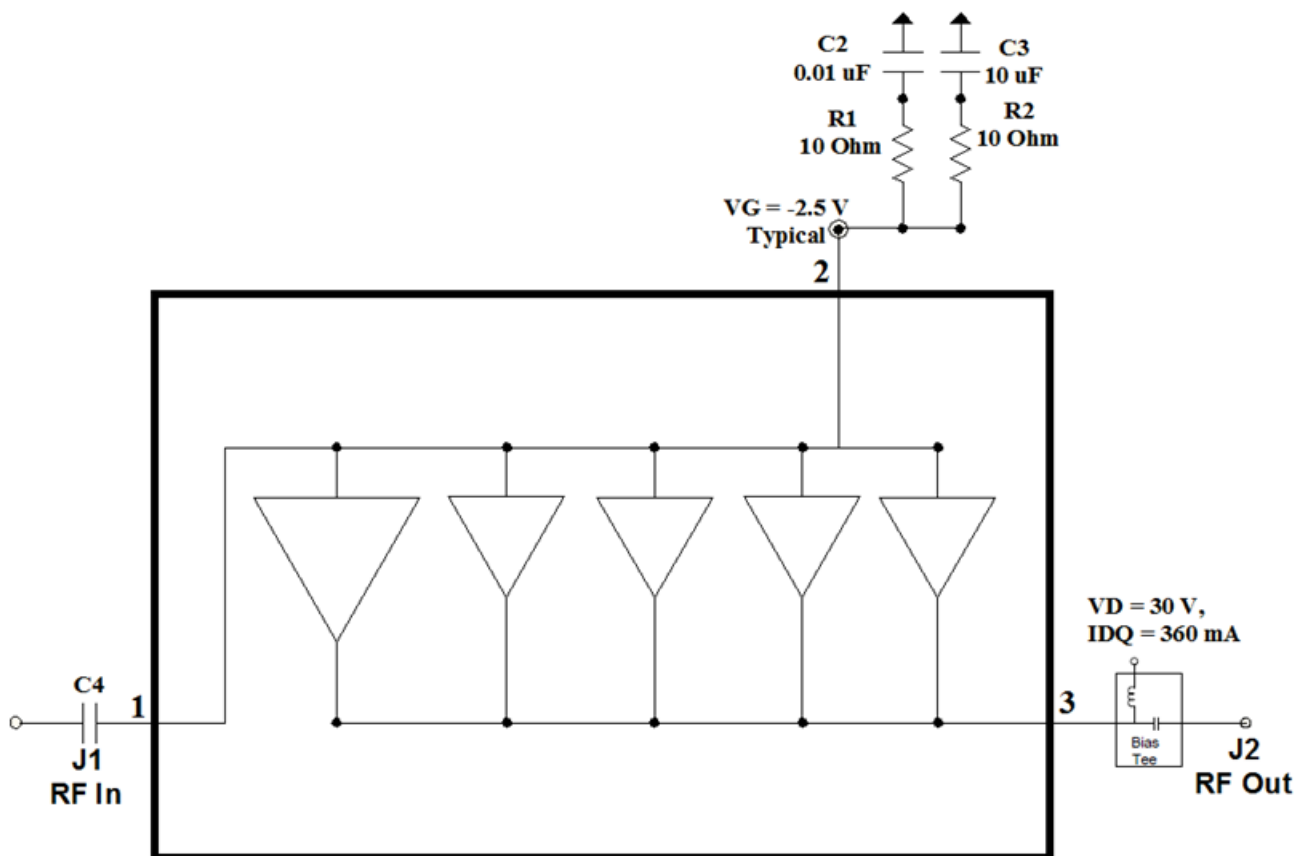 C2
0.01 uF
C3
10 uF
R1
10 Ohm
R2
10 Ohm
VG = -2.5 V
Typical
2
VD = 30 V,
IDQ = 360 mA
C4
1
3
J1
RF In
Bias
Tee
J2
RF Out